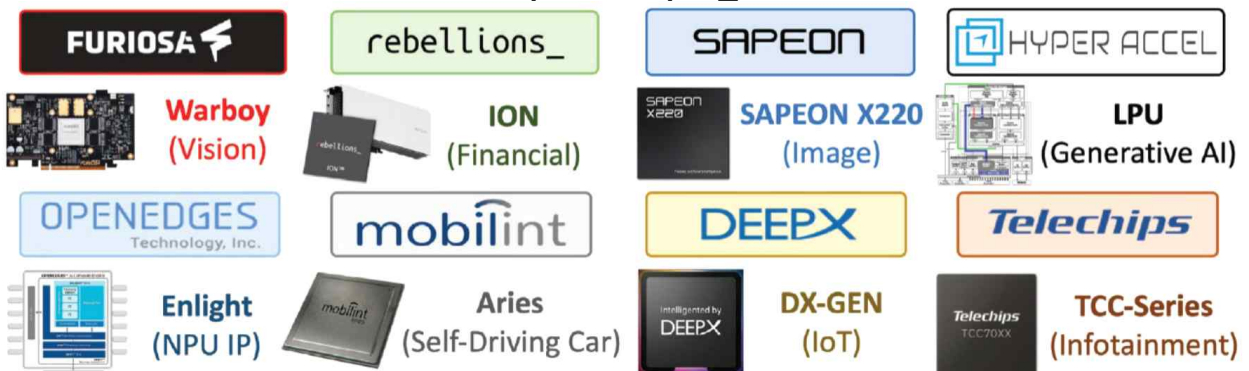 FURIOSA
rebellions_
SAPEON
HYPER ACCEL
Warboy
(Vision)
rebellions_
ION™
ION
(Financial)
SAPEON
X220
SAPEON X220
(Image)
LPU
(Generative AI)
OPENEDGES
Technology, Inc.
mobilint
DEEPX
Telechips
Enlight
(NPU IP)
mobilint
Aries
(Self-Driving Car)
Intelligented by
DEEPX
DX-GEN
(IoT)
Telechips
TCC70XX
TCC-Series
(Infotainment)